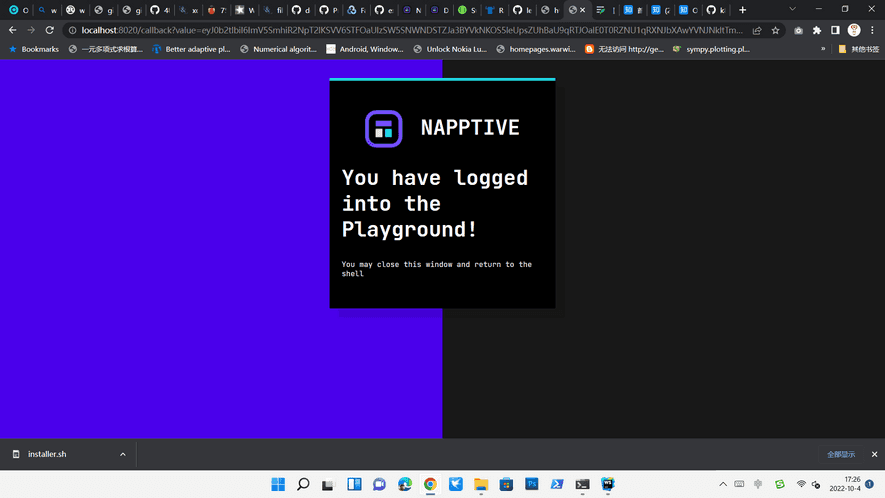 localhost:8020/callback?value=
Bookmarks
一元多项式求根算...
Better adaptive pl...
Numerical algorit...
Android, Window...
Unlock Nokia Lu...
homepages.warwi...
无法访问 http://ge...
sympy.plotting.pl...
»
其他书签
NAPPTIVE
You have logged
into the
Playground!
You may close this window and return to the
shell
installer.sh
全部显示
17:26
2022-10-4